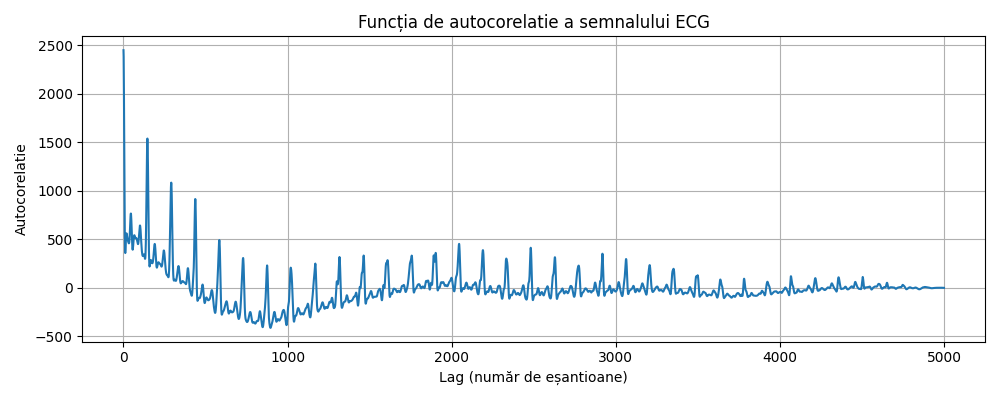 Funcția de autocorelatie a semnalului ECG
Autocorelatie
2500
2000
1500
1000
500
0
−500
0 1000 2000 3000 4000 5000
Lag (număr de eșantioane)